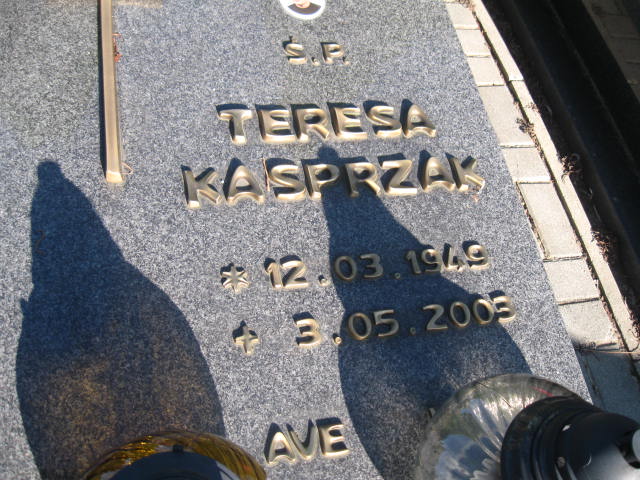 Ś.P.
TERESA
KASPRZAK
* 12.03.1949
+ 3.05.2003
AVE